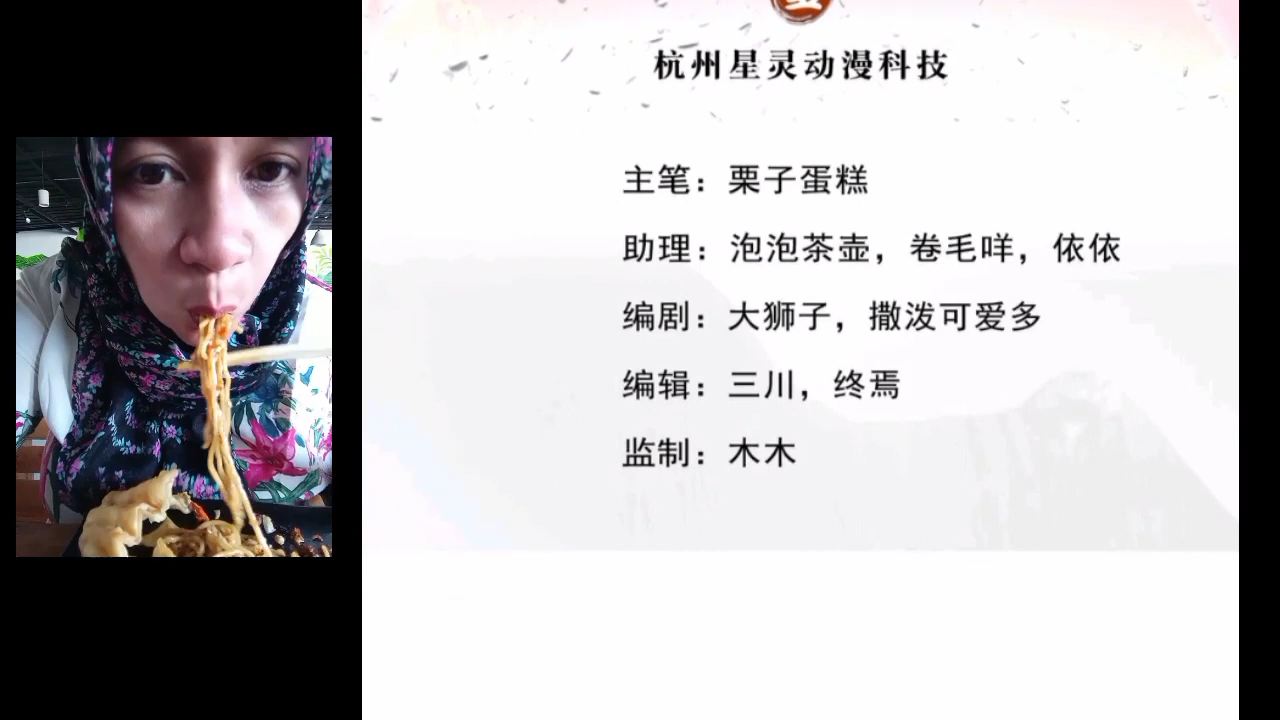 杭州星灵动漫科技
主笔：栗子蛋糕
助理：泡泡茶壶，卷毛咩，依依
编剧：大狮子，撒泼可爱多
编辑：三川，终焉
监制：木木